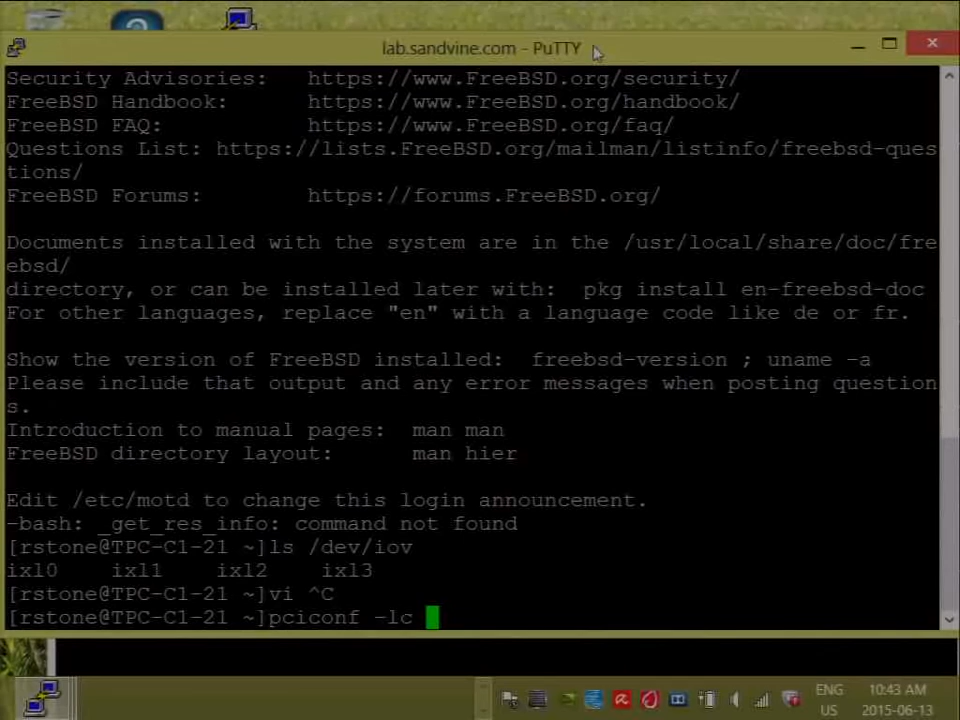 lab.sandvine.com - PuTTY
Security Advisories:   https://www.FreeBSD.org/security/
FreeBSD Handbook:      https://www.FreeBSD.org/handbook/
FreeBSD FAQ:           https://www.FreeBSD.org/faq/
Questions List: https://lists.FreeBSD.org/mailman/listinfo/freebsd-ques
tions/
FreeBSD Forums:        https://forums.FreeBSD.org/
Documents installed with the system are in the /usr/local/share/doc/fre
ebsd/
directory, or can be installed later with:  pkg install en-freebsd-doc
For other languages, replace "en" with a language code like de or fr.
Show the version of FreeBSD installed:  freebsd-version ; uname -a
Please include that output and any error messages when posting question
s.
Introduction to manual pages:  man man
FreeBSD directory layout:      man hier
Edit /etc/motd to change this login announcement.
-bash: _get_res_info: command not found
[rstone@TPC-C1-21 ~]ls /dev/iov
ixl0    ixl1    ixl2    ixl3
[rstone@TPC-C1-21 ~]vi ^C
[rstone@TPC-C1-21 ~]pciconf -lc
ENG 10:43 AM
US 2015-06-13